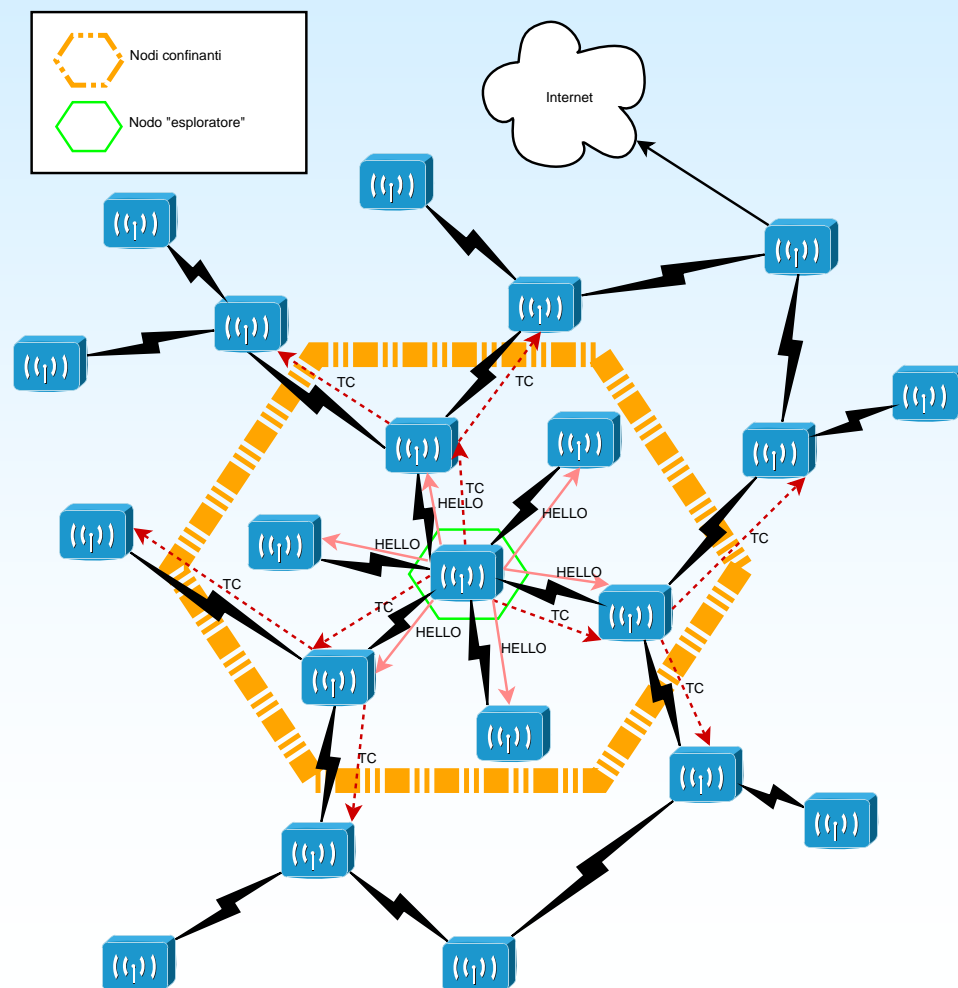 Nodi confinanti
Nodo "esploratore"
Internet
TC
TC
TC
HELLO
HELLO
HELLO
TC
HELLO
TC
TC
TC
HELLO
HELLO
TC
TC